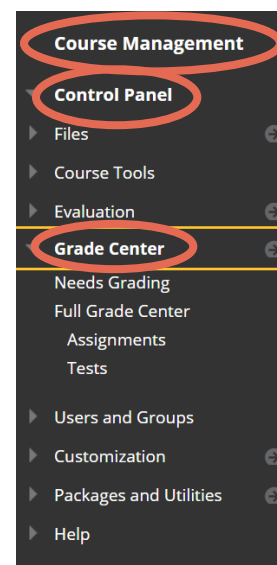 Course Management
Control Panel
Files
Course Tools
Evaluation
Grade Center
Needs Grading
Full Grade Center
Assignments
Tests
Users and Groups
Customization
Packages and Utilities
Help